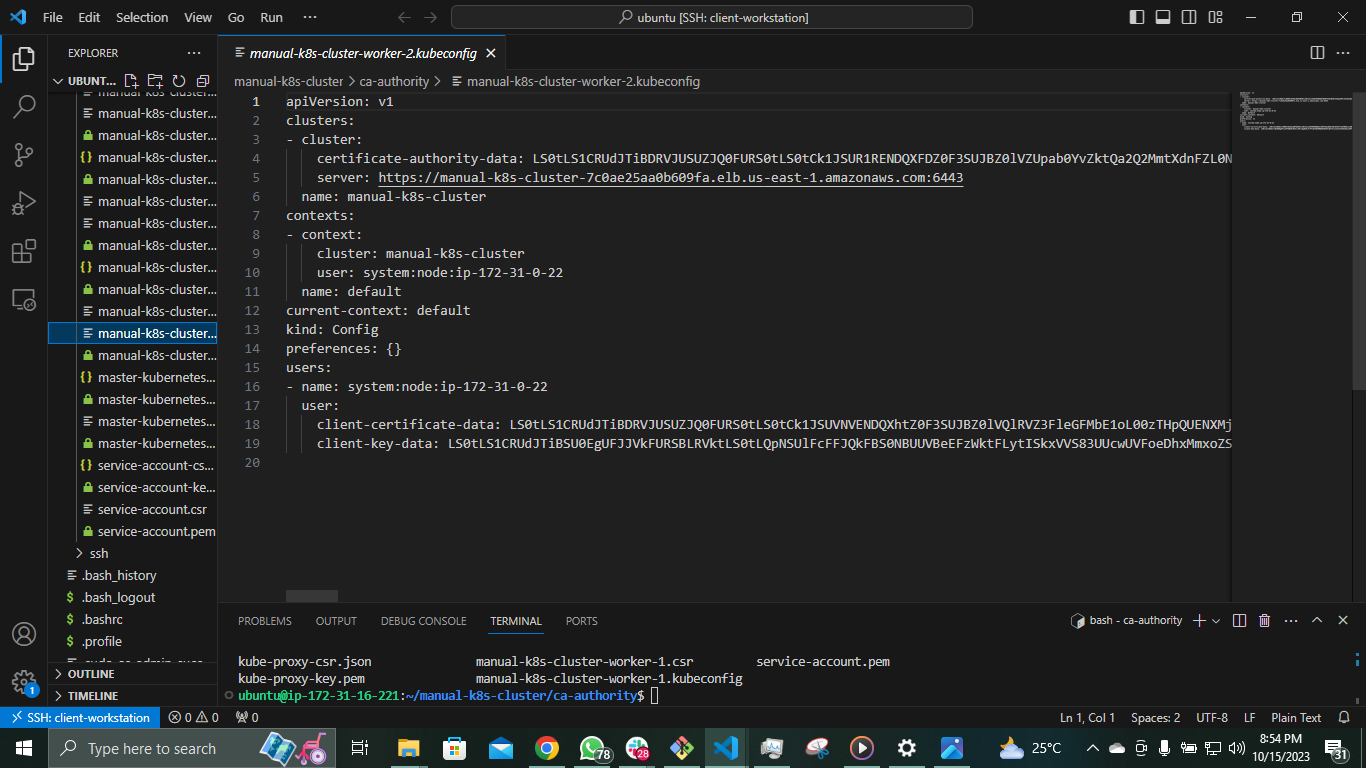 File Edit Selection View Go Run ··· ubuntu [SSH: client-workstation]
EXPLORER ···
manual-k8s-cluster-worker-2.kubeconfig
UBUNT...
manual-k8s-cluster > ca-authority > manual-k8s-cluster-worker-2.kubeconfig
manual-k8s-cluster...
manual-k8s-cluster...
manual-k8s-cluster...
{} manual-k8s-cluster...
manual-k8s-cluster...
manual-k8s-cluster...
manual-k8s-cluster...
manual-k8s-cluster...
{} manual-k8s-cluster...
manual-k8s-cluster...
manual-k8s-cluster...
manual-k8s-cluster...
manual-k8s-cluster...
{} master-kubernetes...
master-kubernetes...
master-kubernetes...
master-kubernetes...
{} service-account-cs...
service-account-ke...
service-account.csr
service-account.pem
> ssh
.bash_history
$ .bash_logout
$ .bashrc
$ .profile
> OUTLINE
> TIMELINE
1 apiVersion: v1
2 clusters:
3 - cluster:
4 certificate-authority-data:
5 server: https://manual-k8s-cluster-7c0ae25aa0b609fa.elb.us-east-1.amazonaws.com:6443
6 name: manual-k8s-cluster
7 contexts:
8 - context:
9 cluster: manual-k8s-cluster
10 user: system:node:ip-172-31-0-22
11 name: default
12 current-context: default
13 kind: Config
14 preferences: {}
15 users:
16 - name: system:node:ip-172-31-0-22
17 user:
18 client-certificate-data:
19 client-key-data:
20
PROBLEMS OUTPUT DEBUG CONSOLE TERMINAL PORTS bash - ca-authority
kube-proxy-csr.json manual-k8s-cluster-worker-1.csr service-account.pem
kube-proxy-key.pem manual-k8s-cluster-worker-1.kubeconfig
ubuntu@ip-172-31-16-221:~/manual-k8s-cluster/ca-authority$
1
SSH: client-workstation 0 0 0 Ln 1, Col 1 Spaces: 2 UTF-8 LF Plain Text
Type here to search 78 28 25°C 8:54 PM
10/15/2023 31